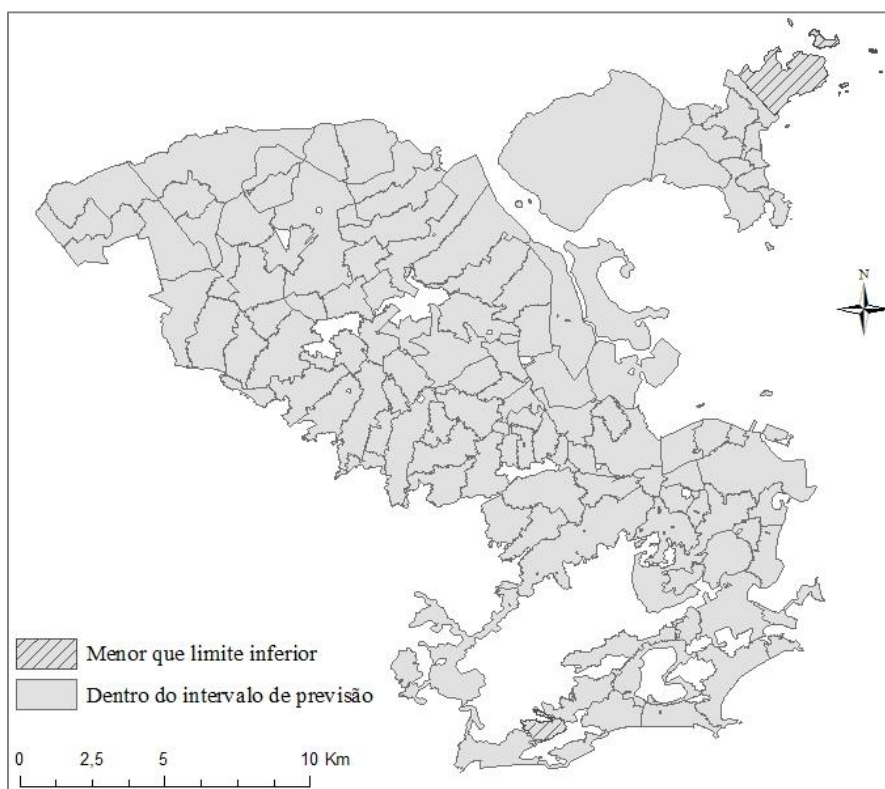 N
Menor que limite inferior
Dentro do intervalo de previsão
0 2,5 5 10 Km